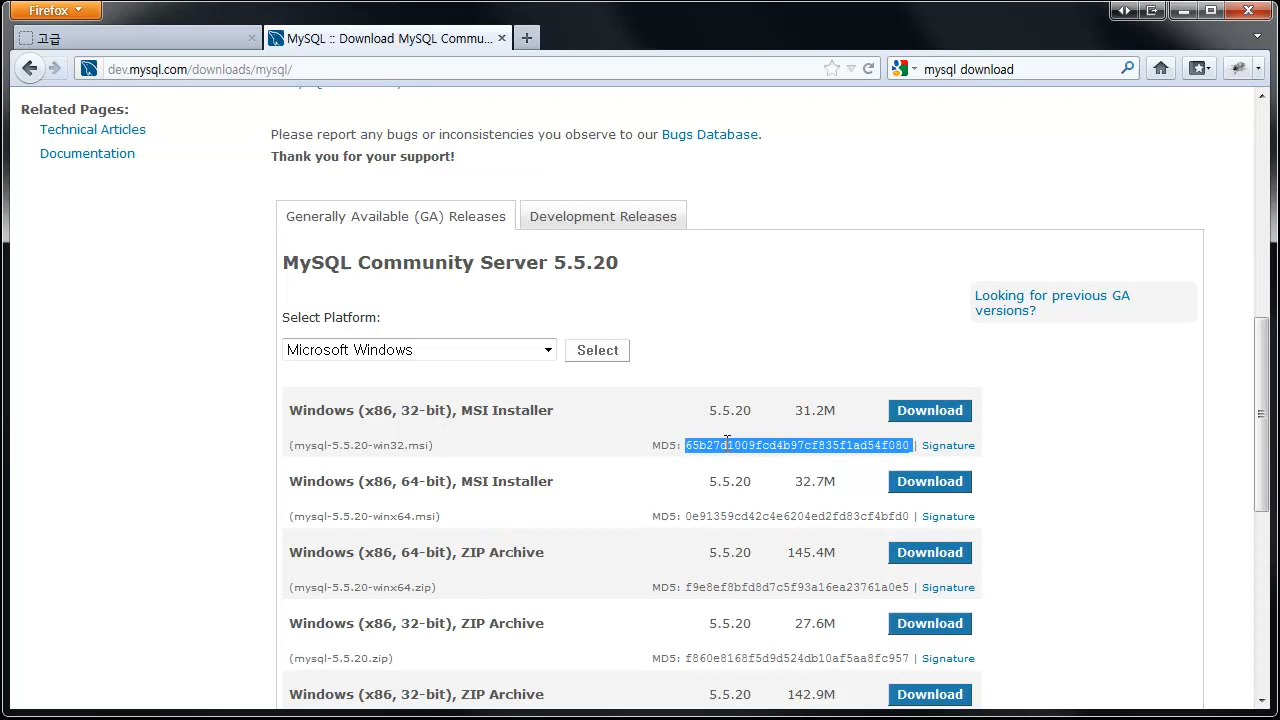 Firefox
고급
MySQL :: Download MySQL Commu...
dev.mysql.com/downloads/mysql/
mysql download
Related Pages:
Technical Articles
Documentation
Please report any bugs or inconsistencies you observe to our Bugs Database.
Thank you for your support!
Generally Available (GA) Releases
Development Releases
MySQL Community Server 5.5.20
Looking for previous GA
versions?
Select Platform:
Microsoft Windows
Select
Windows (x86, 32-bit), MSI Installer 5.5.20 31.2M Download
(mysql-5.5.20-win32.msi) MD5: 65b27d1009fcd4b97cf835f1ad54f080 | Signature
Windows (x86, 64-bit), MSI Installer 5.5.20 32.7M Download
(mysql-5.5.20-winx64.msi) MD5: 0e91359cd42c4e6204ed2fd83cf4bfd0 | Signature
Windows (x86, 64-bit), ZIP Archive 5.5.20 145.4M Download
(mysql-5.5.20-winx64.zip) MD5: f9e8ef8bfd8d7c5f93a16ea23761a0e5 | Signature
Windows (x86, 32-bit), ZIP Archive 5.5.20 27.6M Download
(mysql-5.5.20.zip) MD5: f860e8168f5d9d524db10af5aa8fc957 | Signature
Windows (x86, 32-bit), ZIP Archive 5.5.20 142.9M Download